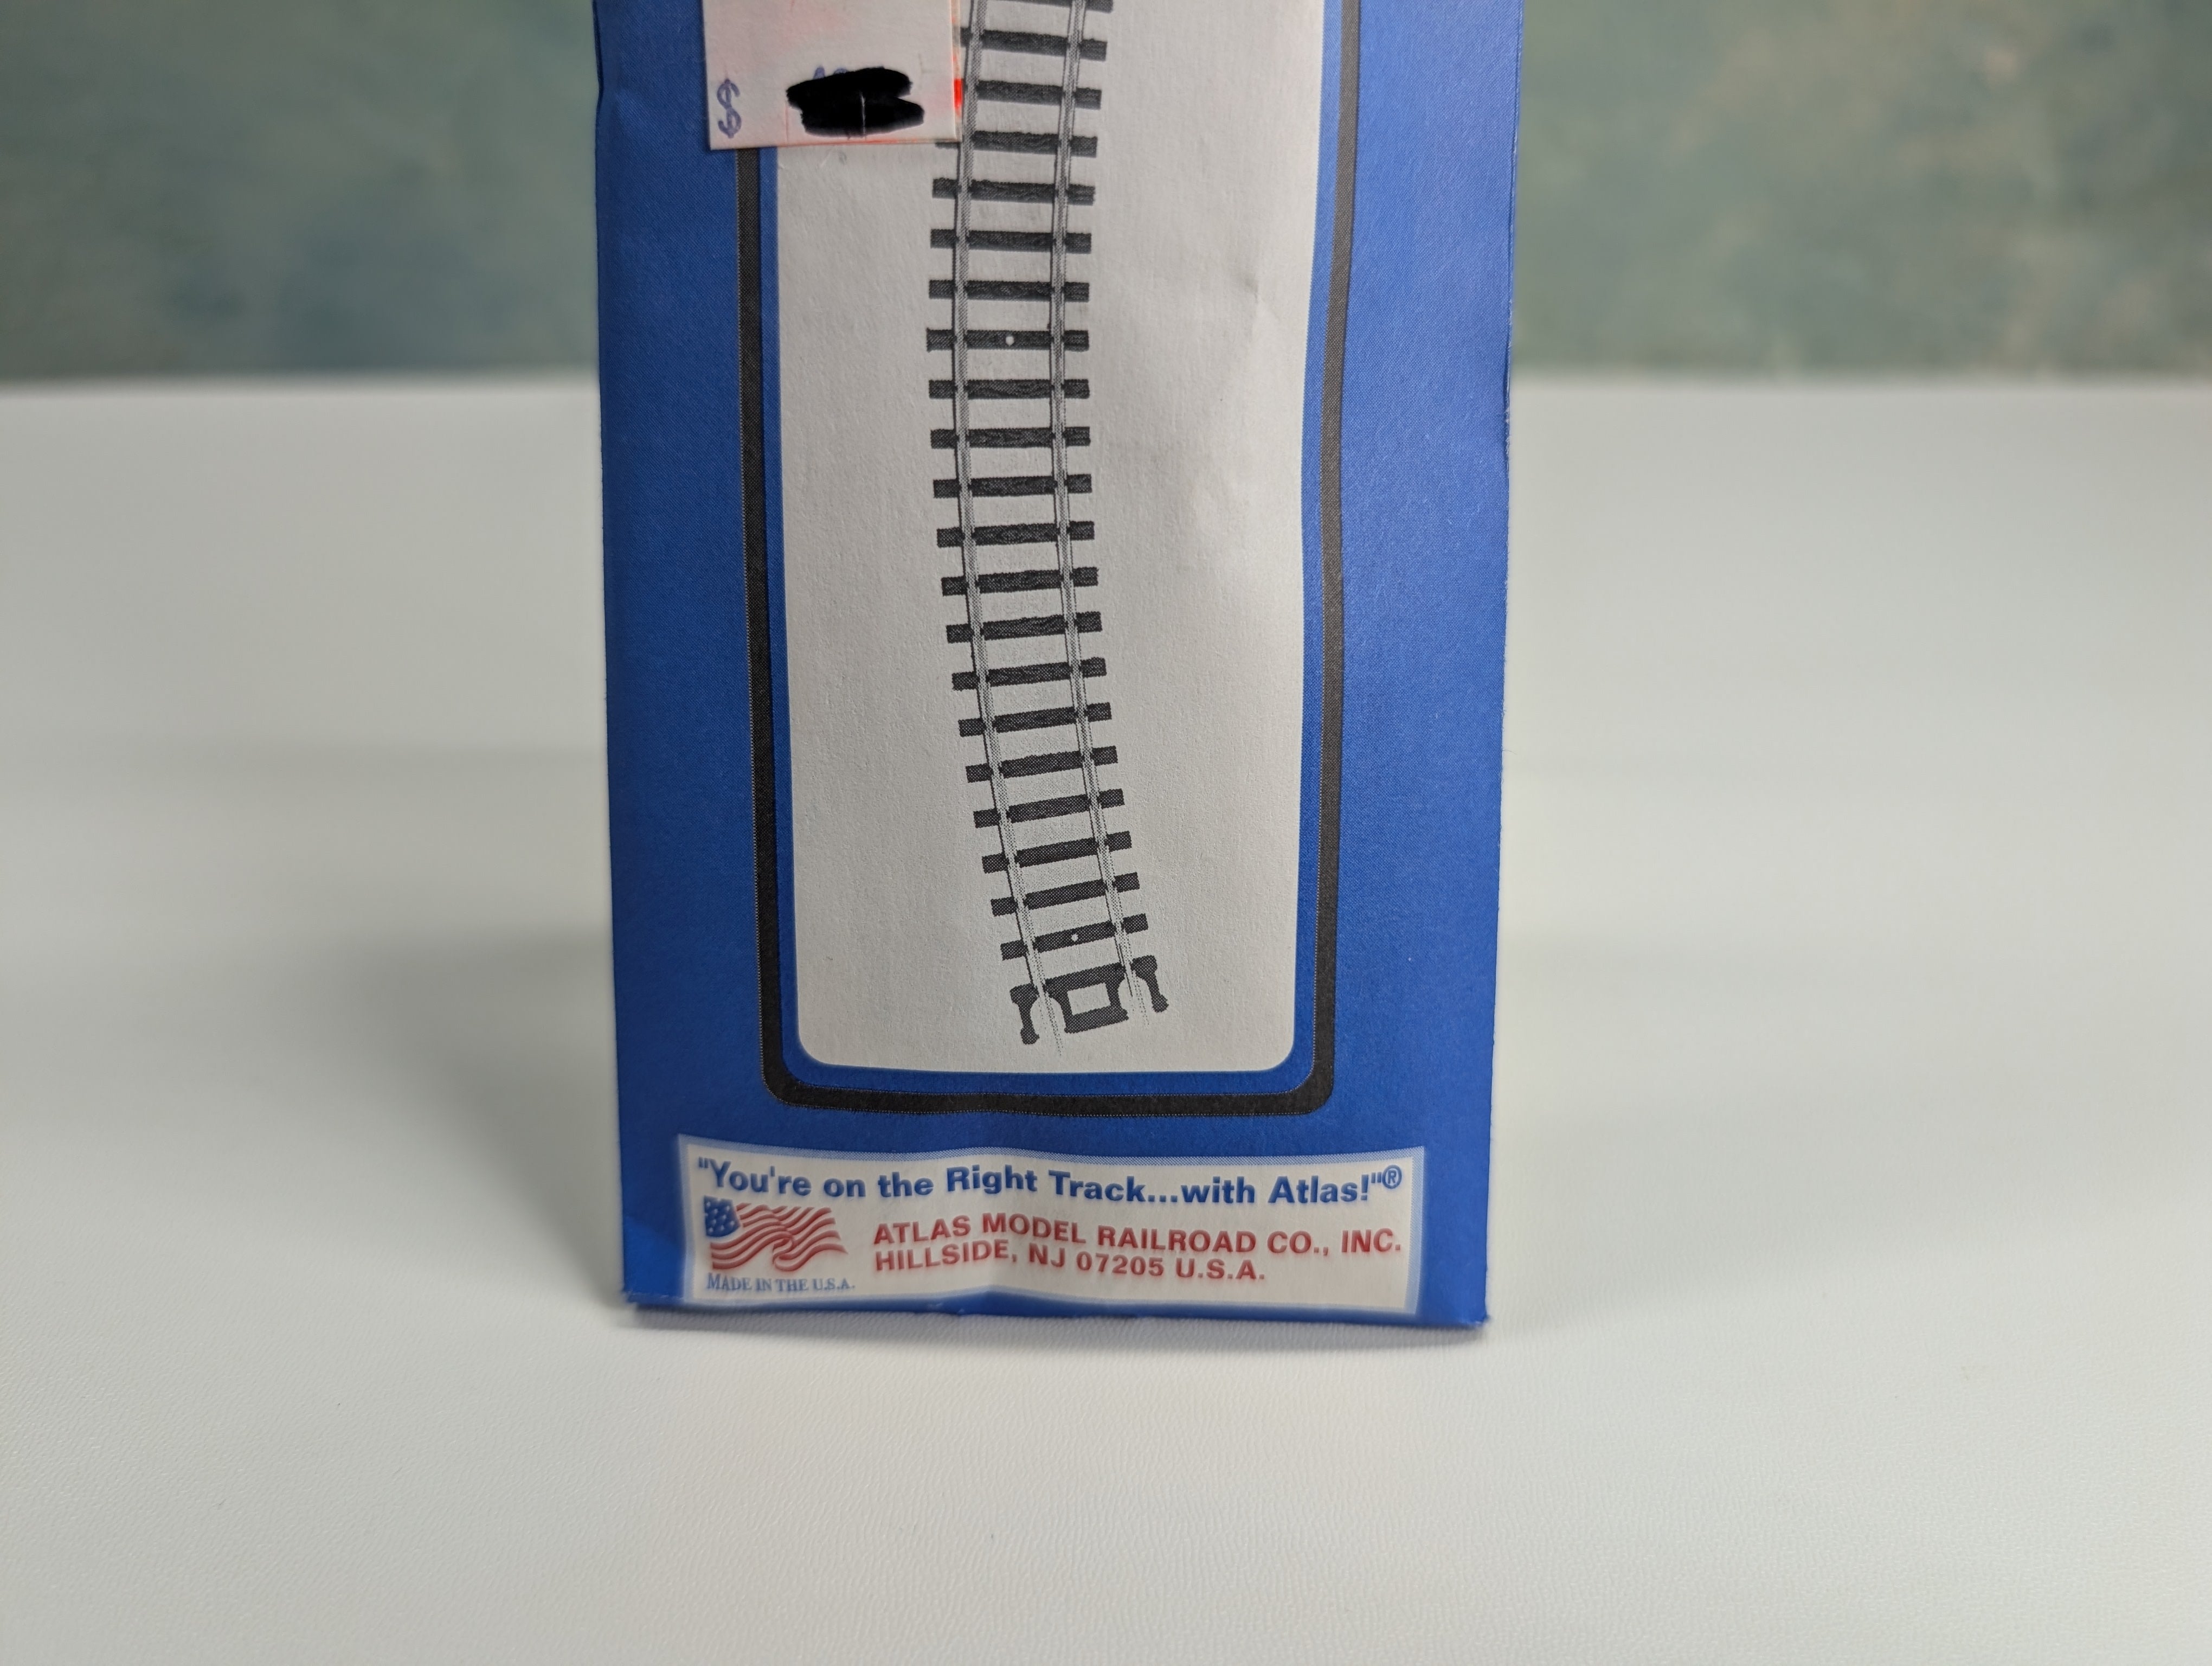 $
"You're on the Right Track...with Atlas!"®
ATLAS MODEL RAILROAD CO., INC.
HILLSIDE, NJ 07205 U.S.A.
MADE IN THE U.S.A.